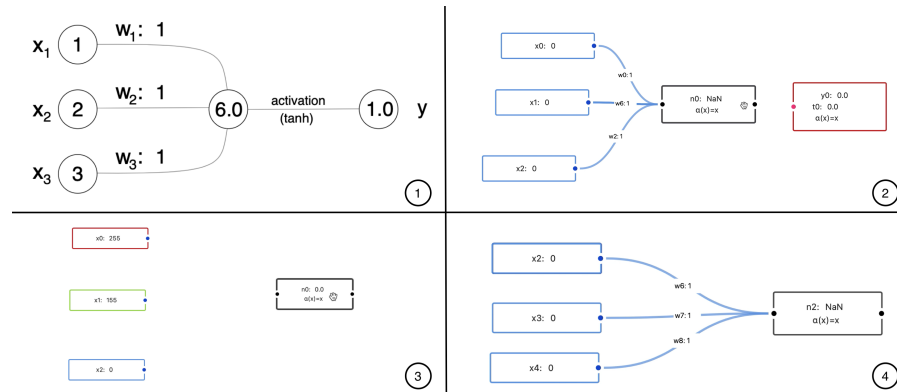 x1 1 w1: 1
x2 2 w2: 1
x3 3 w3: 1
6.0 activation (tanh) 1.0 y
1
x0: 0
x1: 0
x2: 0
w0:1
w6:1
w2:1
n0: NaN
α(x)=x
y0: 0.0
t0: 0.0
α(x)=x
2
x0: 255
x1: 155
x2: 0
n0: 0.0
α(x)=x
3
x2: 0
x3: 0
x4: 0
w6:1
w7:1
w8:1
n2: NaN
α(x)=x
4